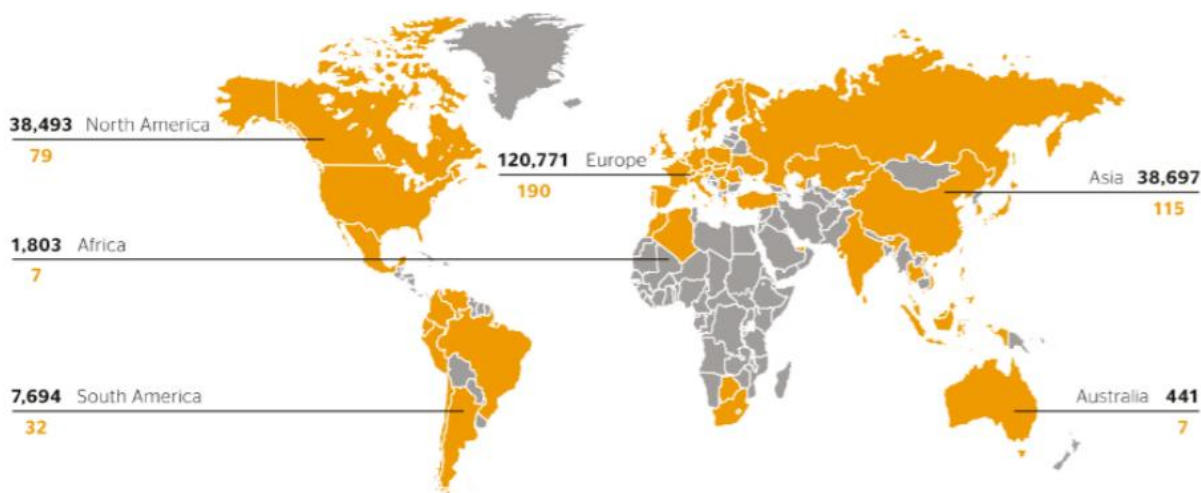 38,493 North America
79
120,771 Europe
190
Asia 38,697
115
1,803 Africa
7
7,694 South America
32
Australia 441
7